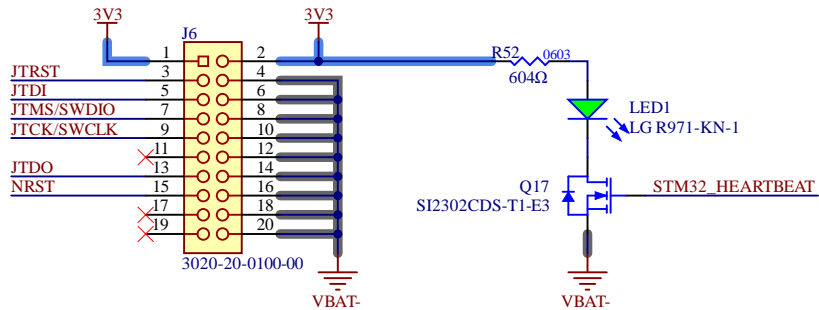 3V3
3V3
J6
1
2
R52
0603
604Ω
JTRST
3
4
JTDI
5
6
JTMS/SWDIO
7
8
JTCK/SWCLK
9
10
11
12
JTDO
13
14
NRST
15
16
17
18
19
20
3020-20-0100-00
VBAT-
LED1
LG R971-KN-1
Q17
SI2302CDS-T1-E3
STM32_HEARTBEAT
VBAT-